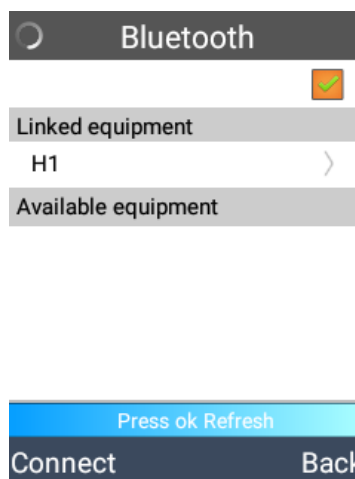 Bluetooth
Linked equipment
H1
Available equipment
Press ok Refresh
Connect Back